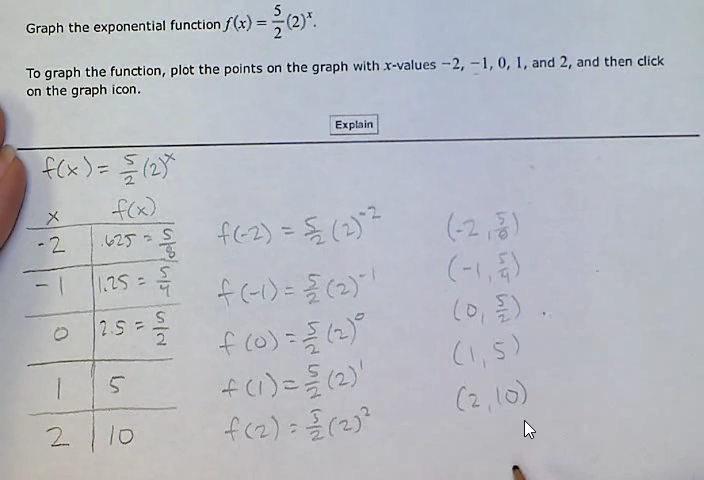 Graph the exponential function f(x) = 5/2 (2)^x.
To graph the function, plot the points on the graph with x-values −2, −1, 0, 1, and 2, and then click
on the graph icon.
Explain
f(x) = 5/2 (2)^x
x f(x)
-2 .625 = 5/8 f(-2) = 5/2 (2)^-2 (-2, 5/8)
-1 1.25 = 5/4 f(-1) = 5/2 (2)^-1 (-1, 5/4)
0 2.5 = 5/2 f(0) = 5/2 (2)^0 (0, 5/2)
1 5 f(1) = 5/2 (2)^1 (1, 5)
2 10 f(2) = 5/2 (2)^2 (2, 10)